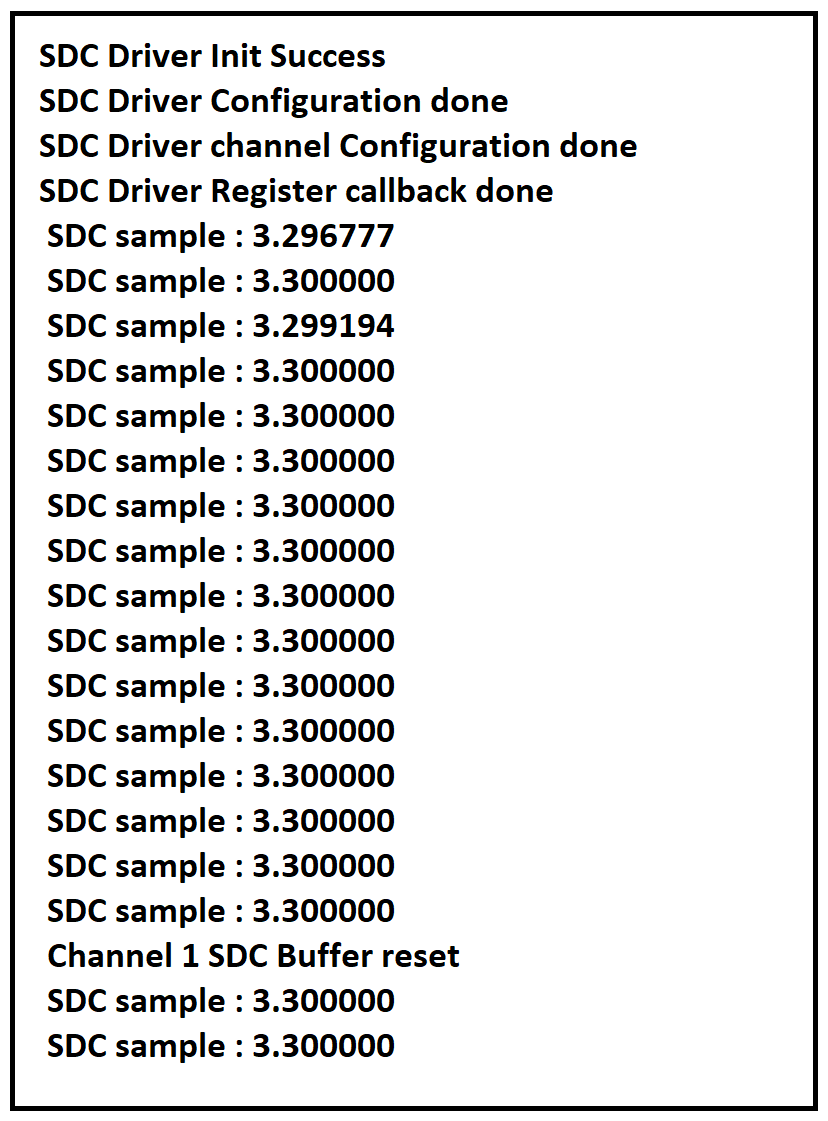 SDC Driver Init Success
SDC Driver Configuration done
SDC Driver channel Configuration done
SDC Driver Register callback done
SDC sample : 3.296777
SDC sample : 3.300000
SDC sample : 3.299194
SDC sample : 3.300000
SDC sample : 3.300000
SDC sample : 3.300000
SDC sample : 3.300000
SDC sample : 3.300000
SDC sample : 3.300000
SDC sample : 3.300000
SDC sample : 3.300000
SDC sample : 3.300000
SDC sample : 3.300000
SDC sample : 3.300000
SDC sample : 3.300000
SDC sample : 3.300000
Channel 1 SDC Buffer reset
SDC sample : 3.300000
SDC sample : 3.300000